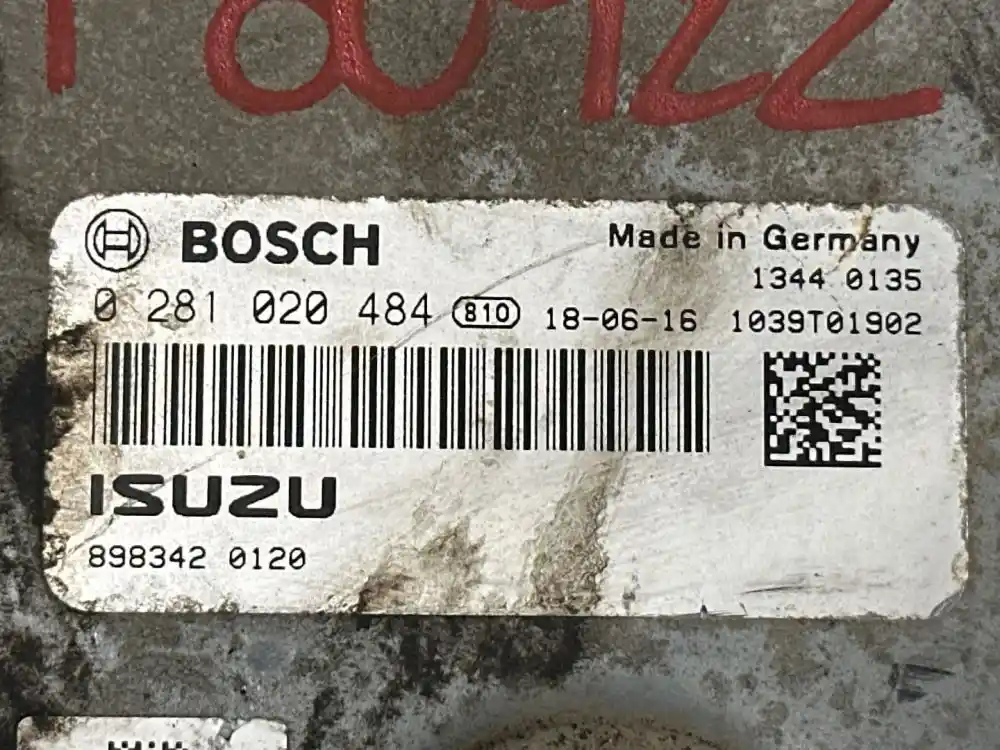 BOSCH
Made in Germany
1344 0135
0 281 020 484 810 18-06-16 1039T01902
ISUZU
898342 0120